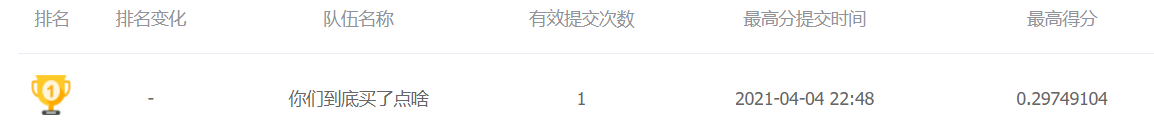 排名 排名变化 队伍名称 有效提交次数 最高分提交时间 最高得分
1 - 你们到底买了点啥 1 2021-04-04 22:48 0.29749104